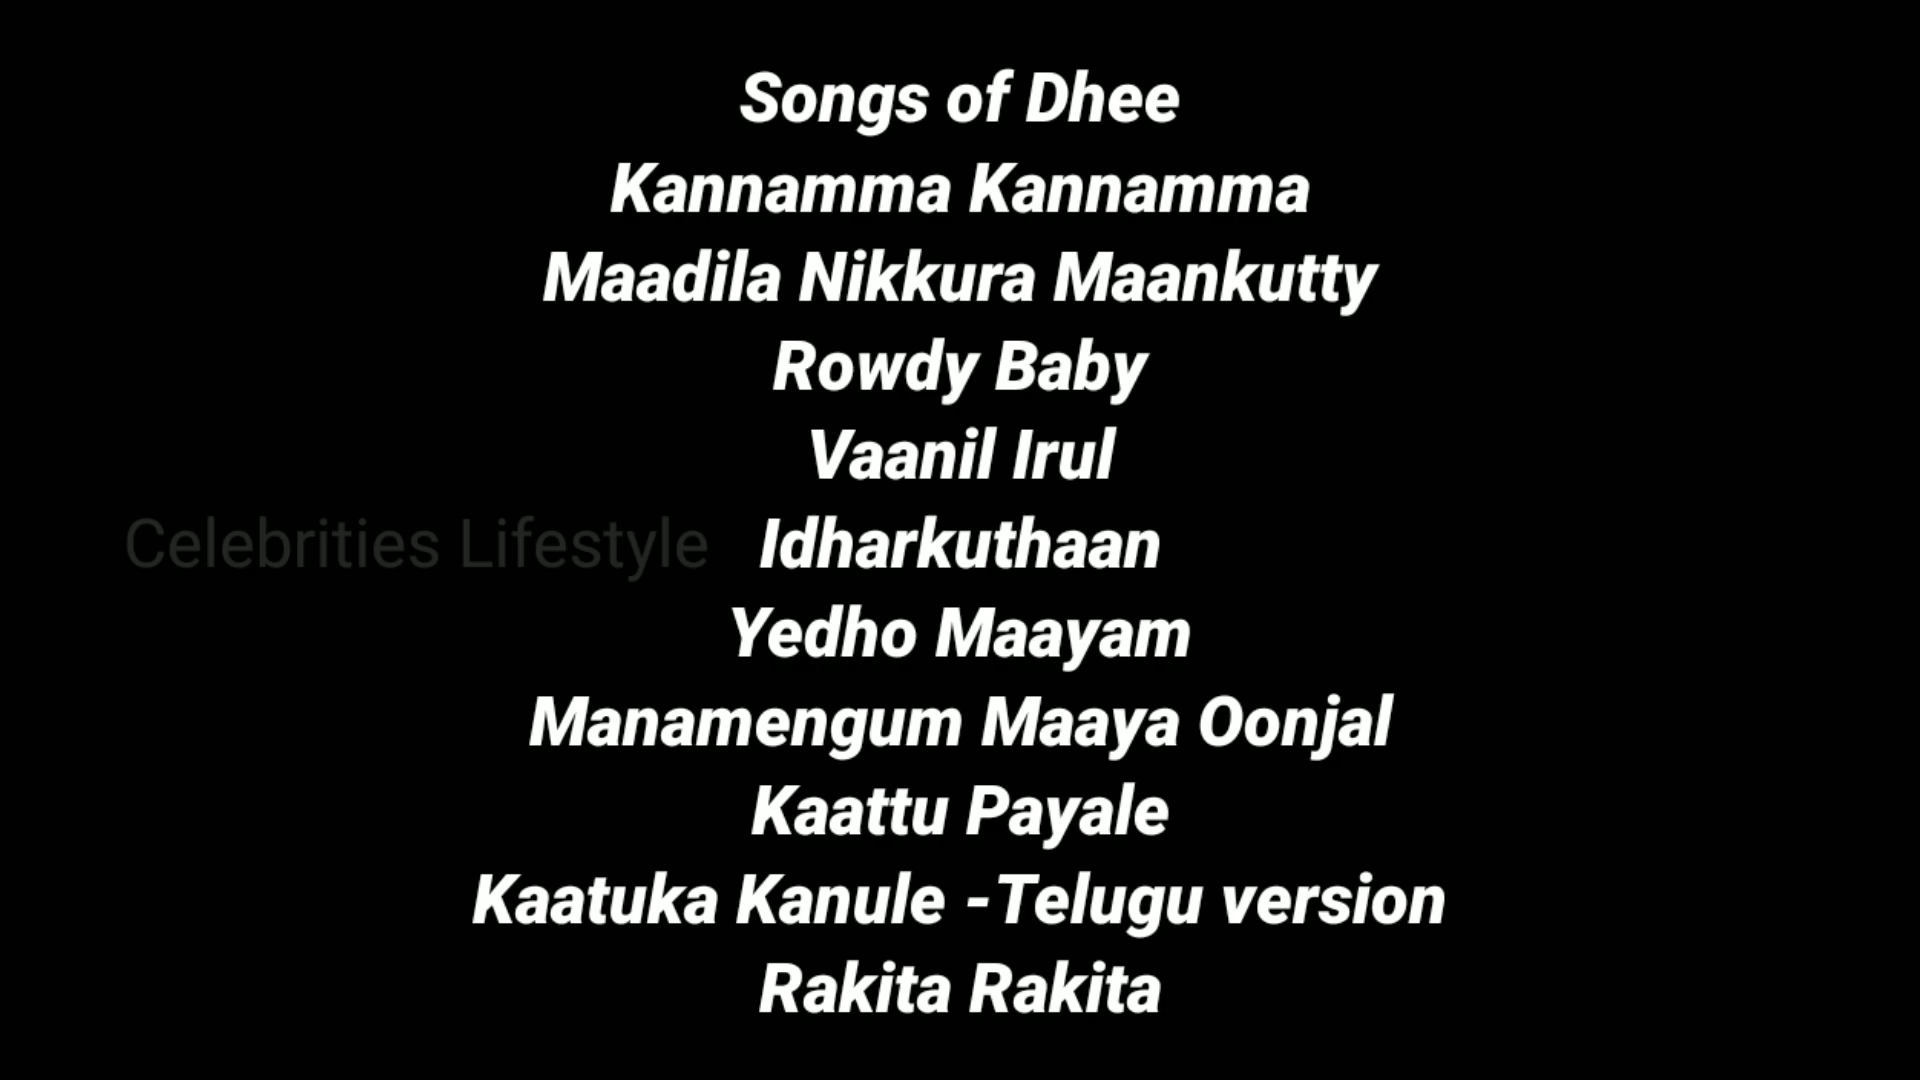 Songs of Dhee
Kannamma Kannamma
Maadila Nikkura Maankutty
Rowdy Baby
Vaanil Irul
Celebrities Lifestyle
Idharkuthaan
Yedho Maayam
Manamengum Maaya Oonjal
Kaattu Payale
Kaatuka Kanule -Telugu version
Rakita Rakita